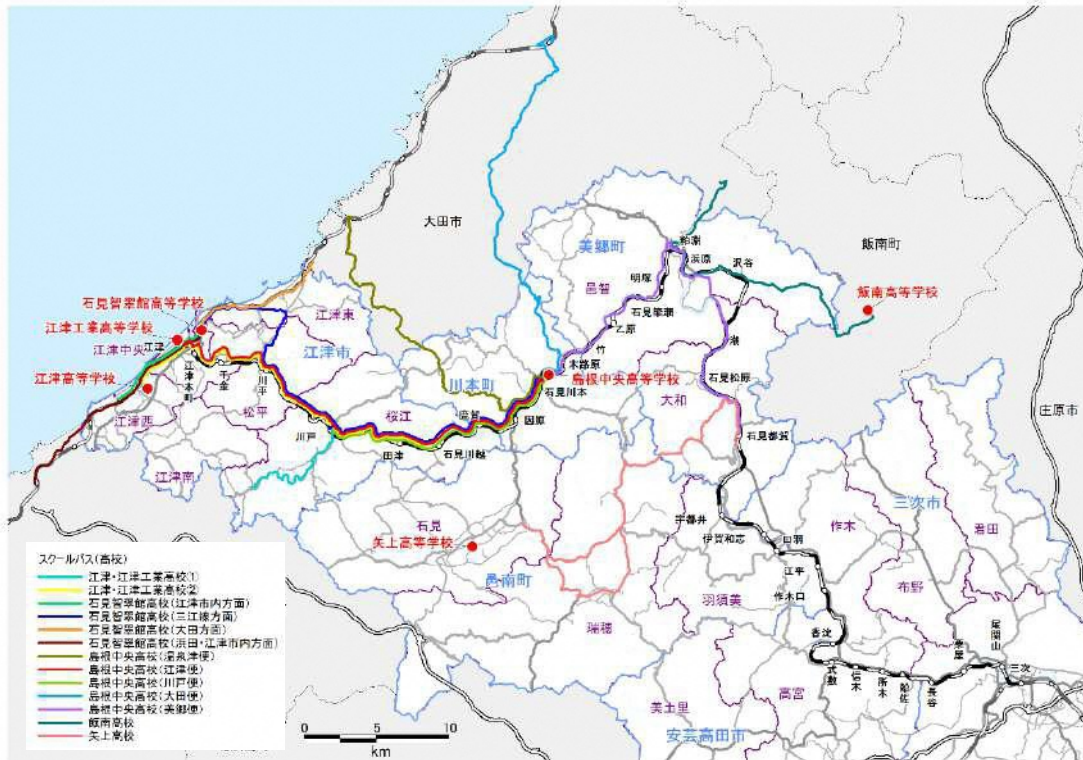 大田市
美郷町
粕淵
浜原
沢谷
飯南町
明塚
邑智
飯南高等学校
石見智翠館高等学校
石見簗瀬
乙原
江津工業高等学校
江津東
江津中央
江津
潮
竹
江津市
木路原
島根中央高等学校
江津高等学校
江津本町
千金
川平
川本町
石見川本
石見松原
大和
庄原市
江津西
松平
桜江
鹿賀
因原
川戸
石見都賀
田津
石見川越
江津南
三次市
石見
宇都井
作木
君田
矢上高等学校
伊賀和志
口羽
邑南町
江平
布野
羽須美
作木口
瑞穂
香淀
尾関山
粟屋
三次
式敷
信木
所木
船佐
長谷
高宮
美土里
安芸高田市
スクールバス(高校)
江津・江津工業高校①
江津・江津工業高校②
石見智翠館高校(江津市内方面)
石見智翠館高校(三江線方面)
石見智翠館高校(大田方面)
石見智翠館高校(浜田・江津市内方面)
島根中央高校(温泉津便)
島根中央高校(江津便)
島根中央高校(川戸便)
島根中央高校(大田便)
島根中央高校(美郷便)
飯南高校
矢上高校
0 5 10
km